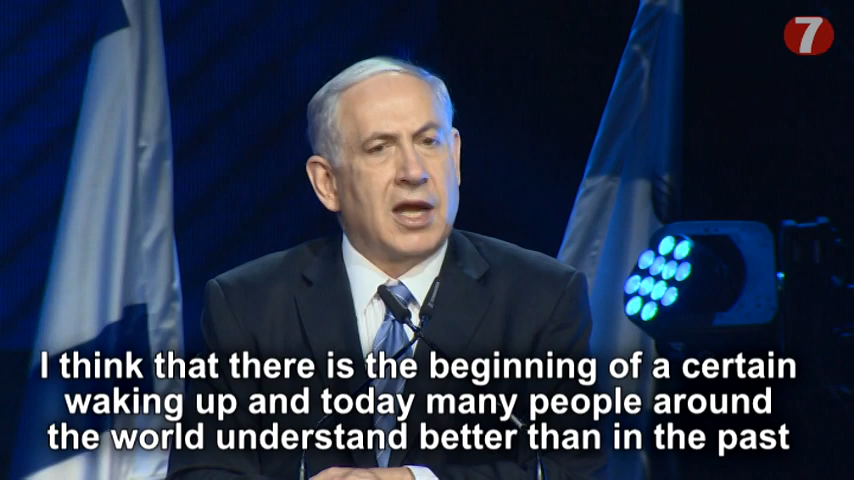 7
I think that there is the beginning of a certain
waking up and today many people around
the world understand better than in the past